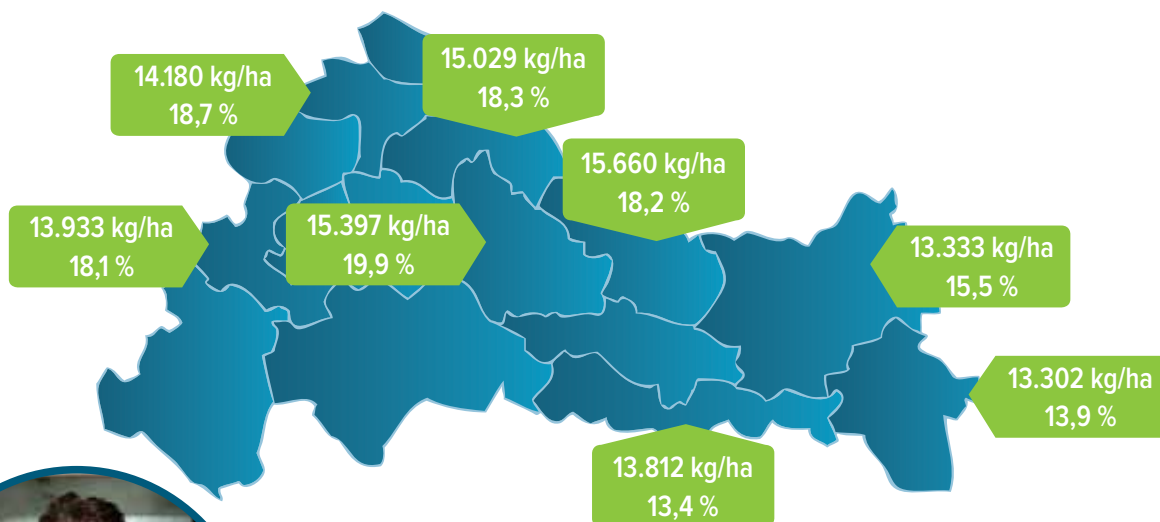 14.180 kg/ha
18,7 %
15.029 kg/ha
18,3 %
15.660 kg/ha
18,2 %
13.933 kg/ha
18,1 %
15.397 kg/ha
19,9 %
13.333 kg/ha
15,5 %
13.302 kg/ha
13,9 %
13.812 kg/ha
13,4 %